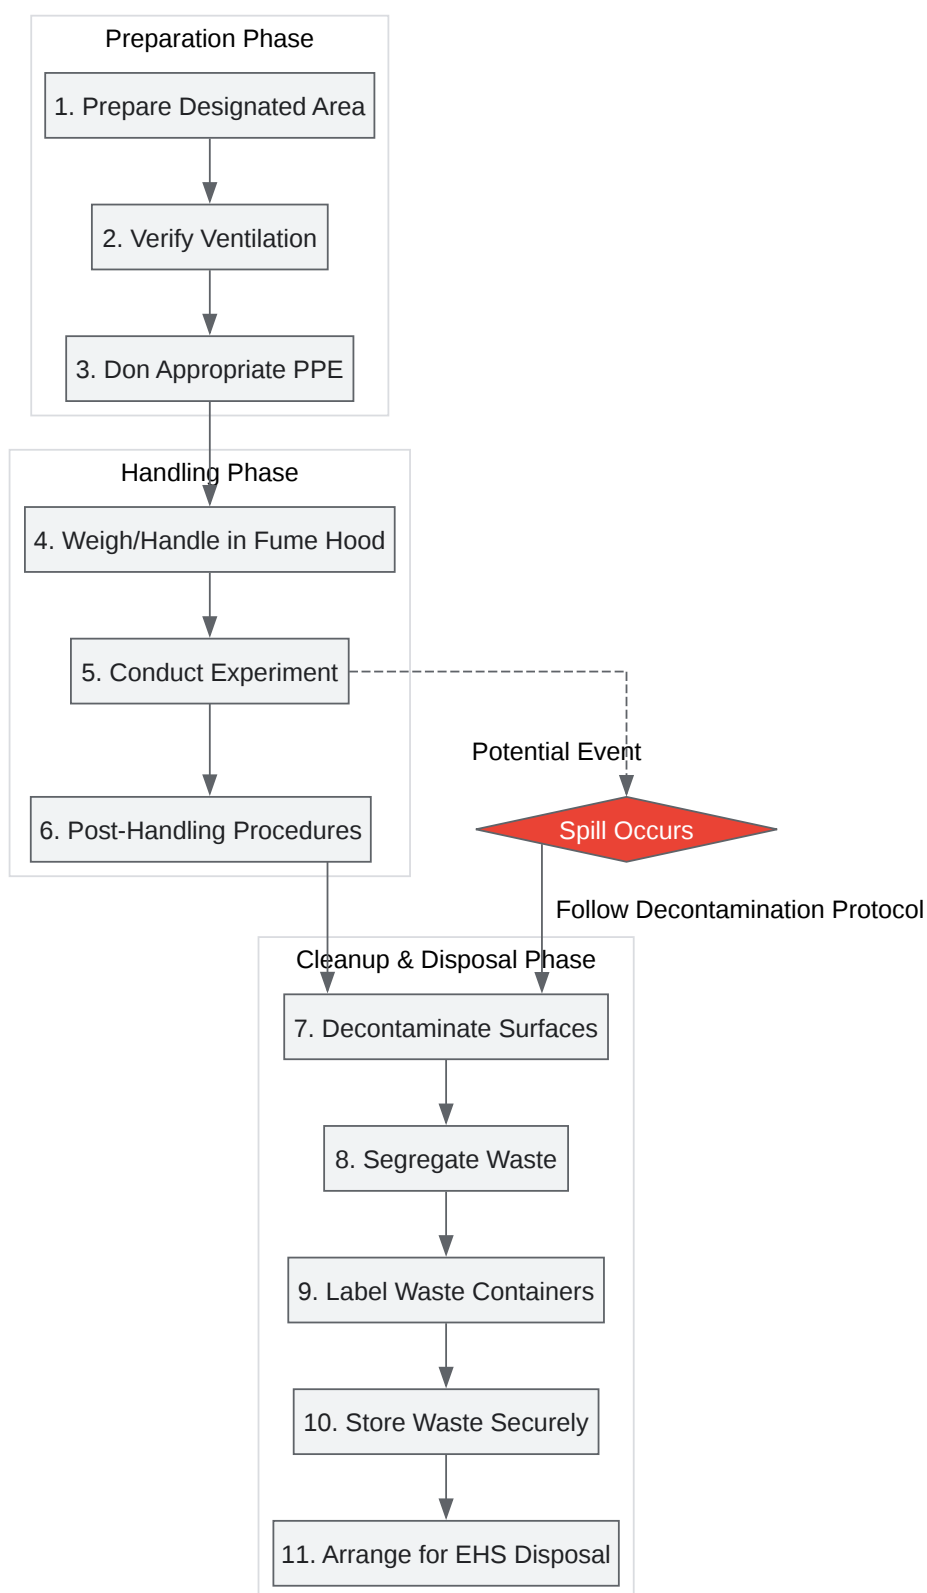 Preparation Phase
1. Prepare Designated Area
2. Verify Ventilation
3. Don Appropriate PPE
Handling Phase
4. Weigh/Handle in Fume Hood
5. Conduct Experiment
Potential Event
6. Post-Handling Procedures
Spill Occurs
Follow Decontamination Protocol
Cleanup & Disposal Phase
7. Decontaminate Surfaces
8. Segregate Waste
9. Label Waste Containers
10. Store Waste Securely
11. Arrange for EHS Disposal